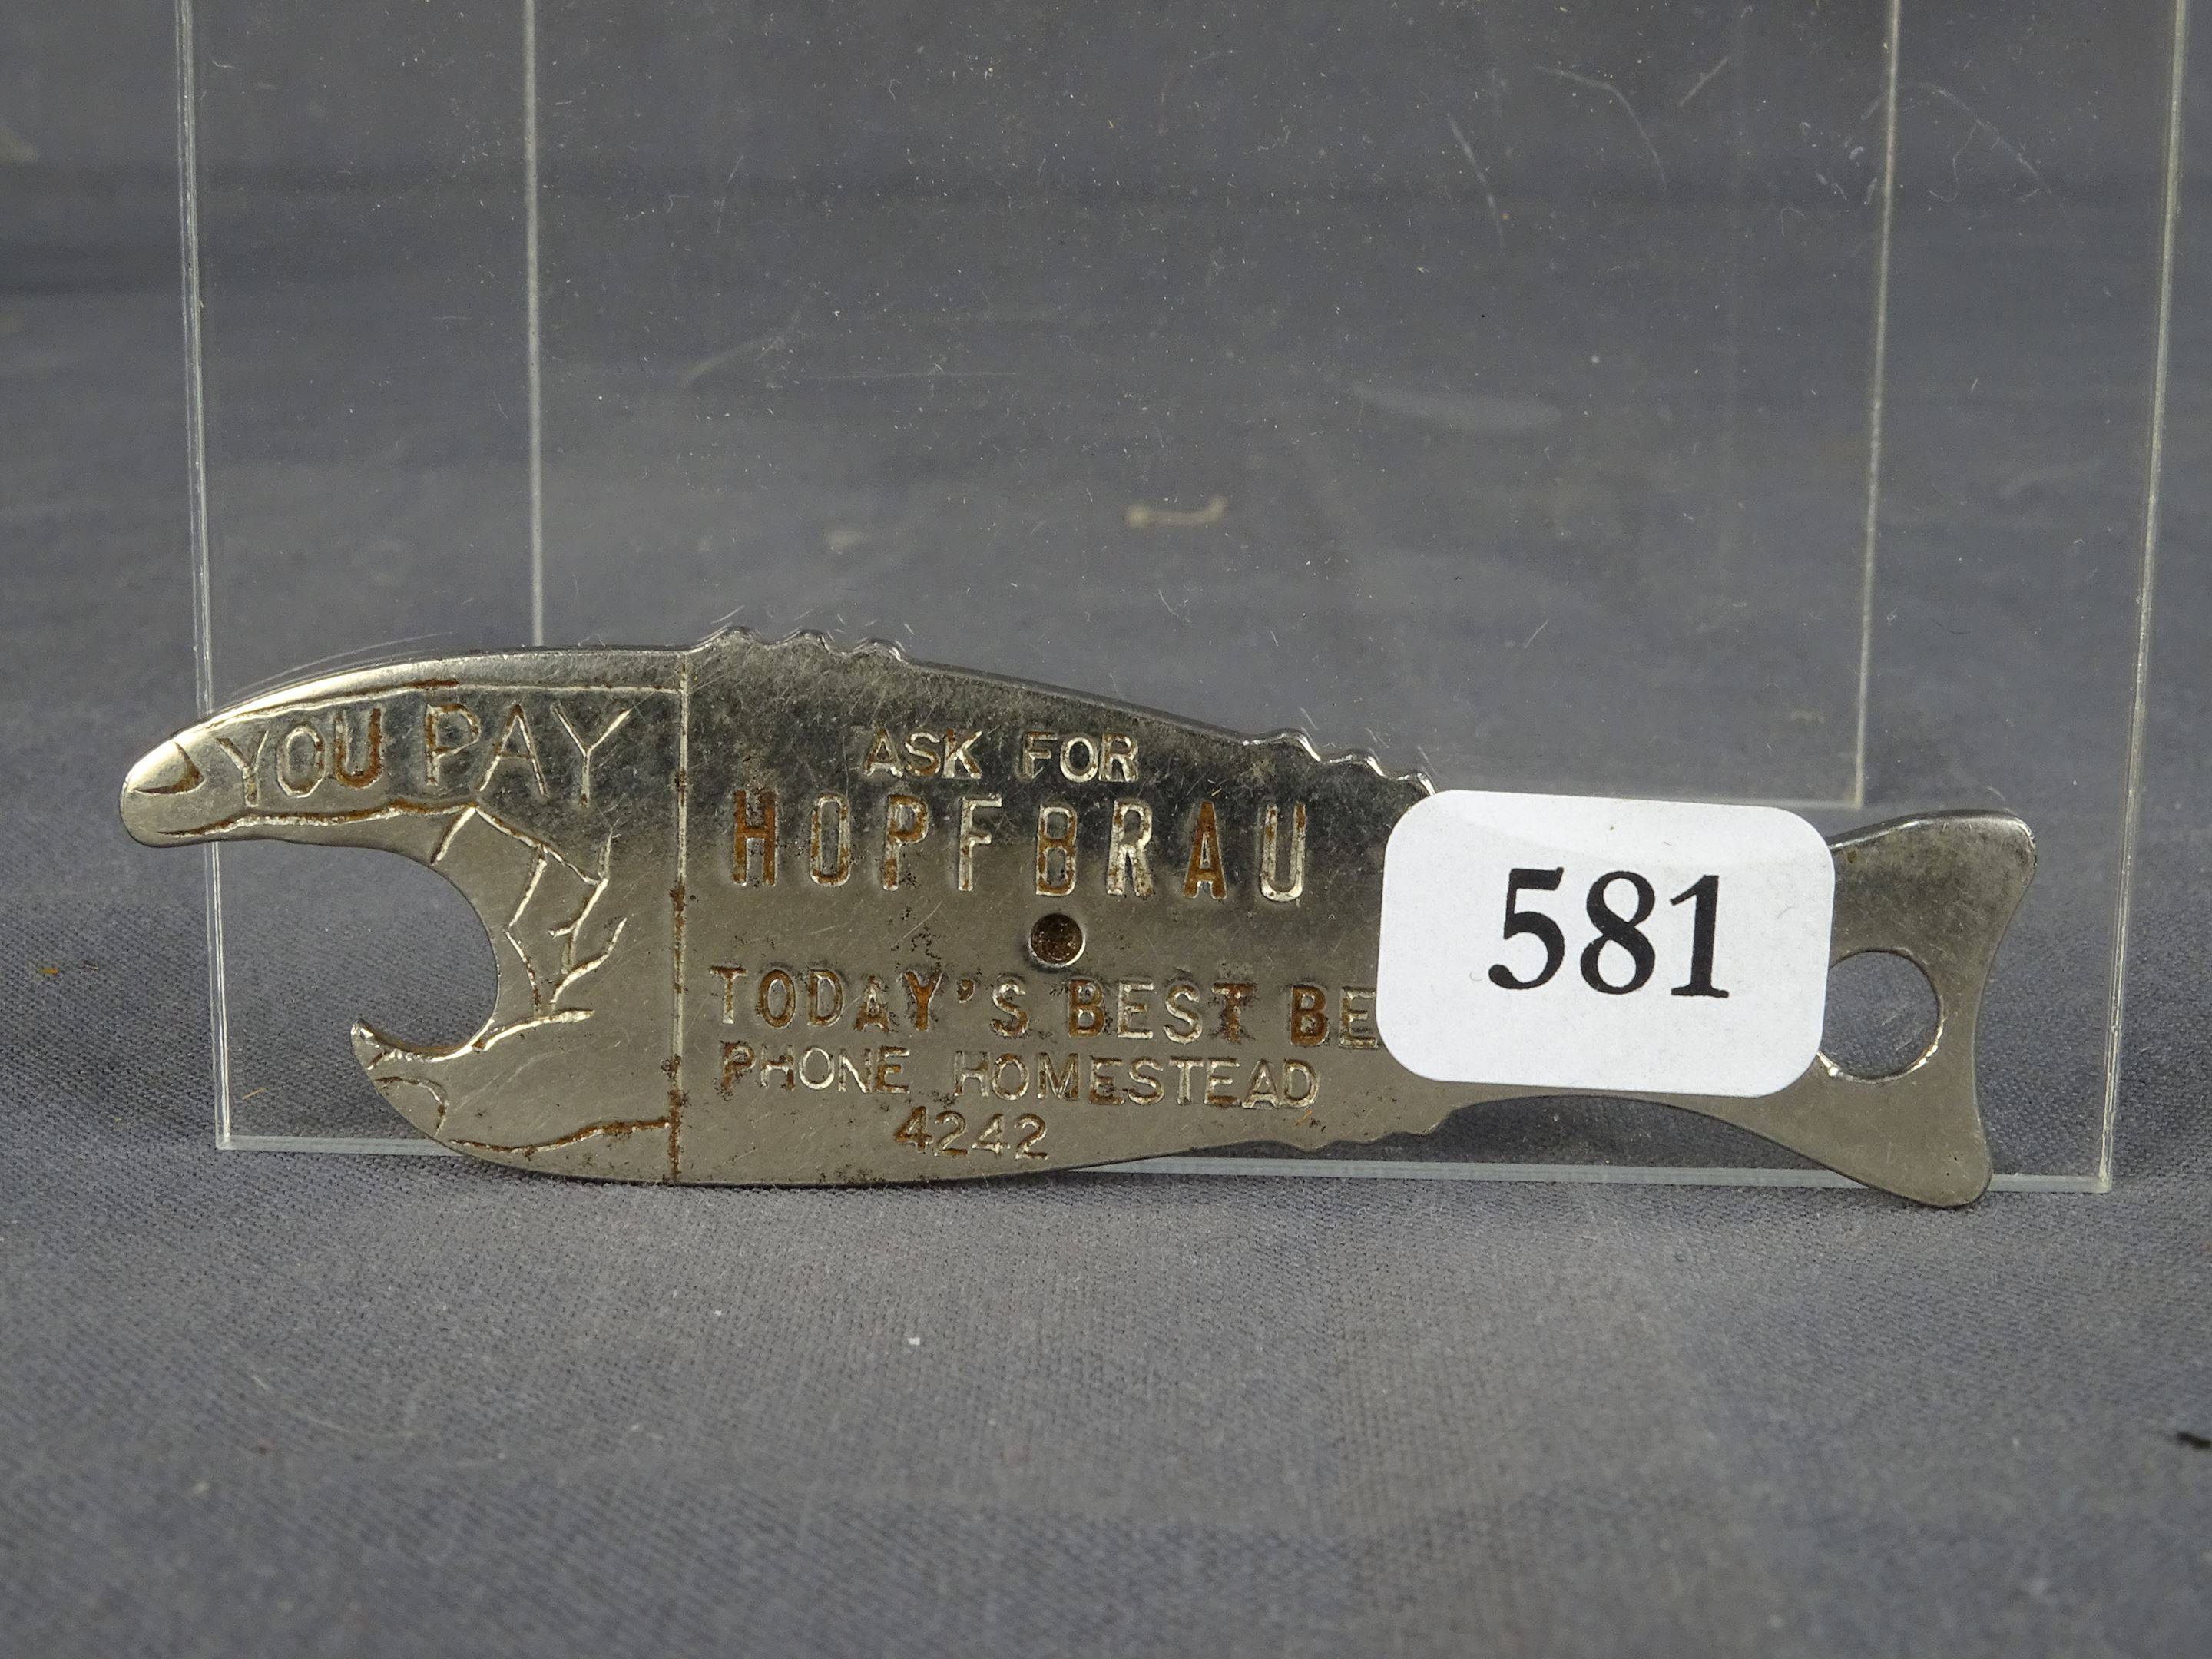 YOU PAY
ASK FOR
HOPFBRAU
TODAY'S BEST BE
PHONE HOMESTEAD
4242
581